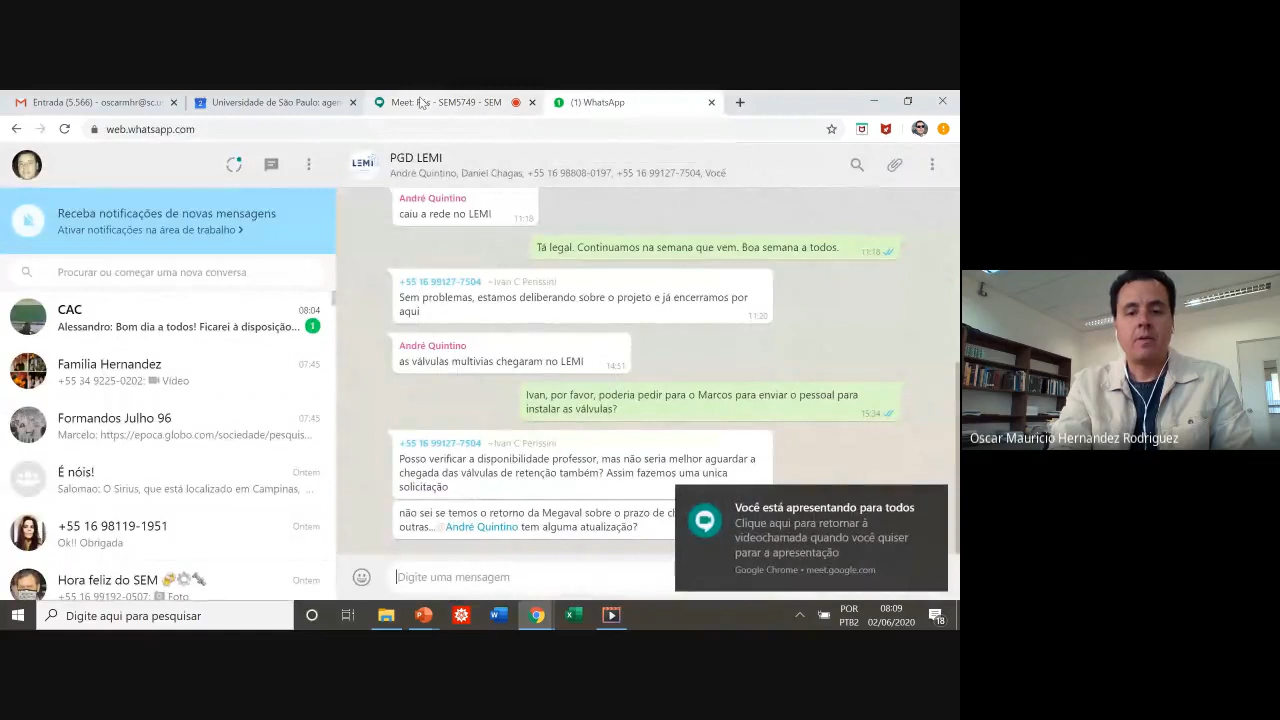 Entrada (5.566) - oscarmhr@sc.u
Universidade de São Paulo: agen
Meet: Pós - SEM5749 - SEM
(1) WhatsApp
web.whatsapp.com
LEMI
PGD LEMI
André Quintino, Daniel Chagas, +55 16 98808-0197, +55 16 99127-7504, Você
Receba notificações de novas mensagens
Ativar notificações na área de trabalho >
Procurar ou começar uma nova conversa
CAC
08:04
Alessandro: Bom dia a todos! Ficarei à disposição...
1
Familia Hernandez
07:45
+55 34 9225-0202: Vídeo
Formandos Julho 96
07:45
Marcelo: https://epoca.globo.com/sociedade/pesquis...
É nóis!
Ontem
Salomao: O Sirius, que está localizado em Campinas, ...
+55 16 98119-1951
Ontem
Ok!! Obrigada
Hora feliz do SEM
Ontem
+55 16 99192-0507: Foto
André Quintino
caiu a rede no LEMI
11:18
Tá legal. Continuamos na semana que vem. Boa semana a todos.
11:18
+55 16 99127-7504 ~Ivan C Perissini
Sem problemas, estamos deliberando sobre o projeto e já encerramos por
aqui
11:20
André Quintino
as válvulas multivias chegaram no LEMI
14:51
Ivan, por favor, poderia pedir para o Marcos para enviar o pessoal para
instalar as válvulas?
15:34
+55 16 99127-7504 ~Ivan C Perissini
Posso verificar a disponibilidade professor, mas não seria melhor aguardar a
chegada das válvulas de retenção também? Assim fazemos uma unica
solicitação
não sei se temos o retorno da Megaval sobre o prazo de
outras... @André Quintino tem alguma atualização?
Digite uma mensagem
Você está apresentando para todos
Clique aqui para retornar à
videochamada quando você quiser
parar a apresentação
Google Chrome • meet.google.com
Digite aqui para pesquisar
POR
PTB2
08:09
02/06/2020
18
Oscar Mauricio Hernandez Rodriguez